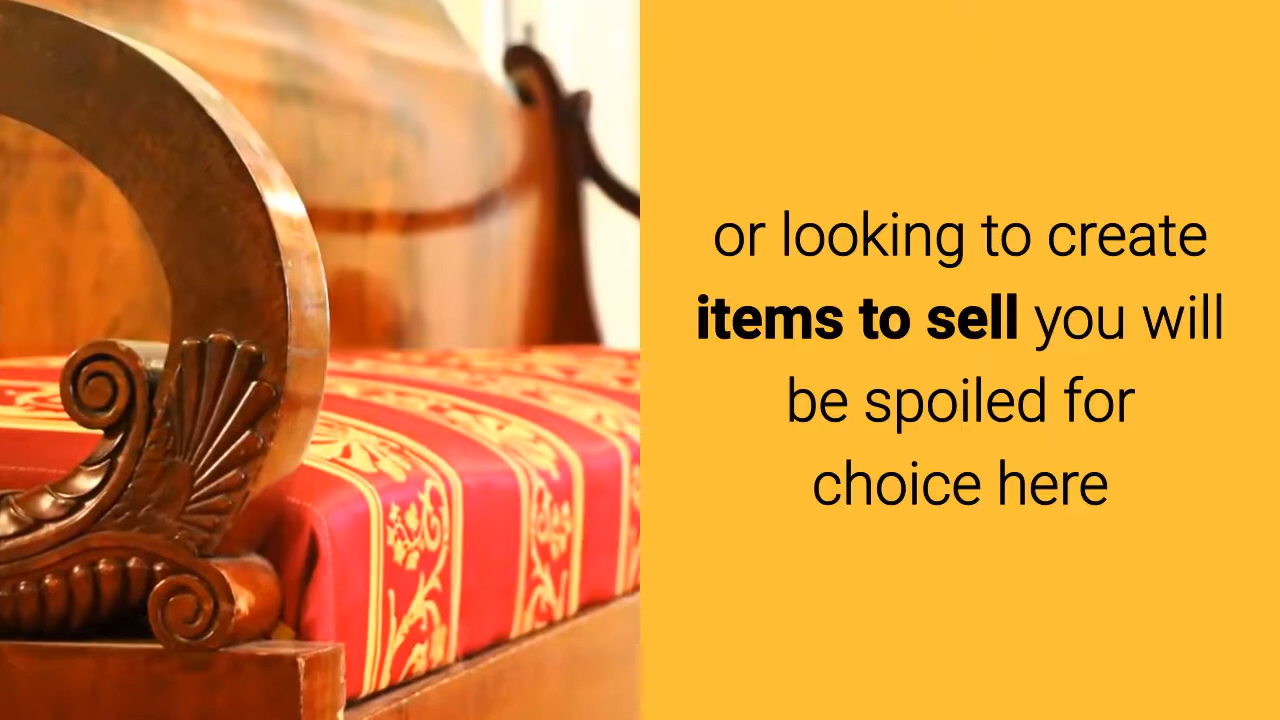 or looking to create
items to sell you will
be spoiled for
choice here